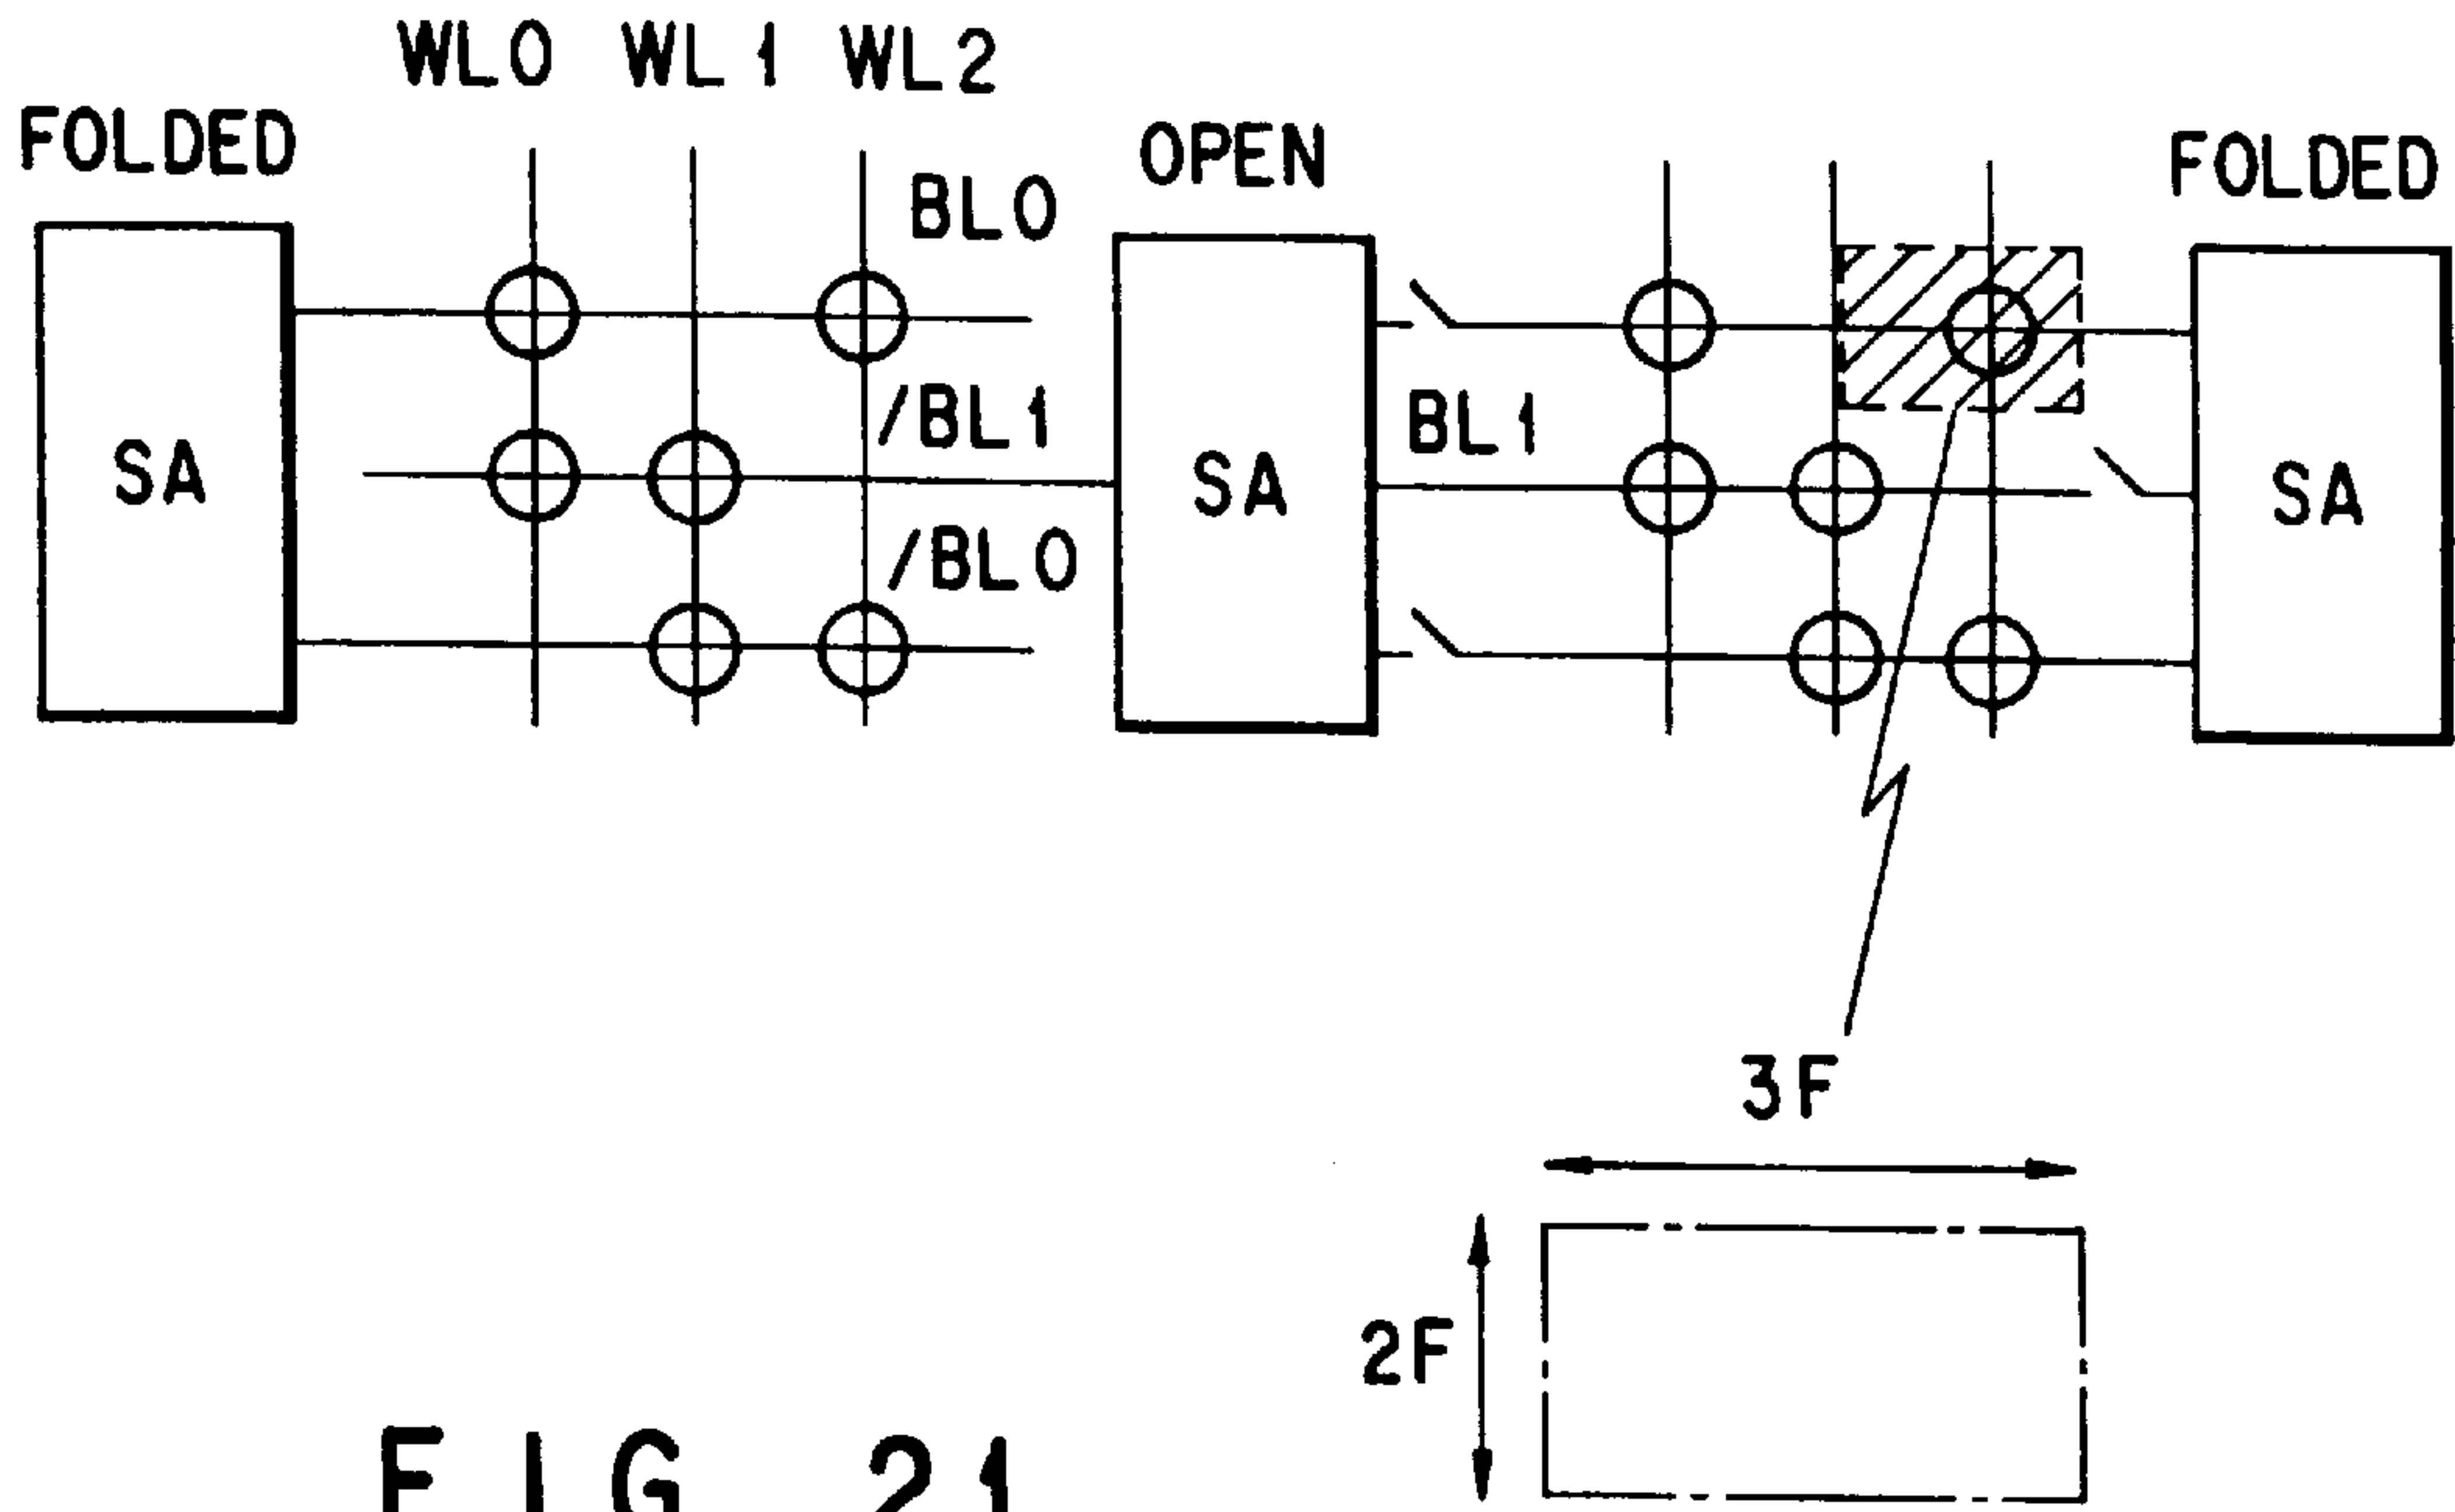 WL0 WL1 WL2
FOLDED
OPEN
FOLDED
BL0
/BL1
BL1
/BL0
SA
SA
SA
3F
2F
FIG 21